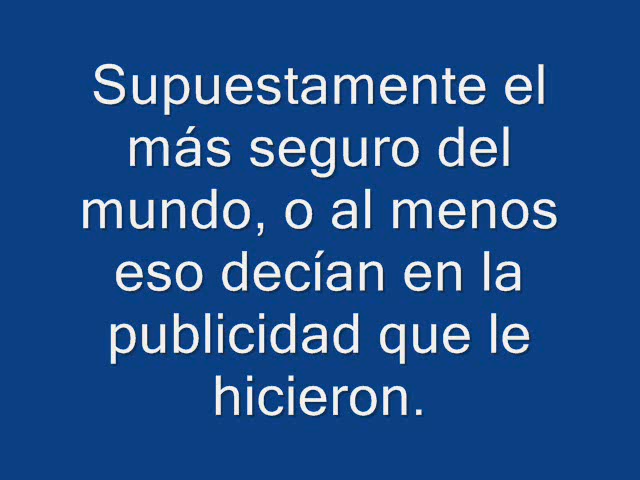 Supuestamente el
más seguro del
mundo, o al menos
eso decían en la
publicidad que le
hicieron.